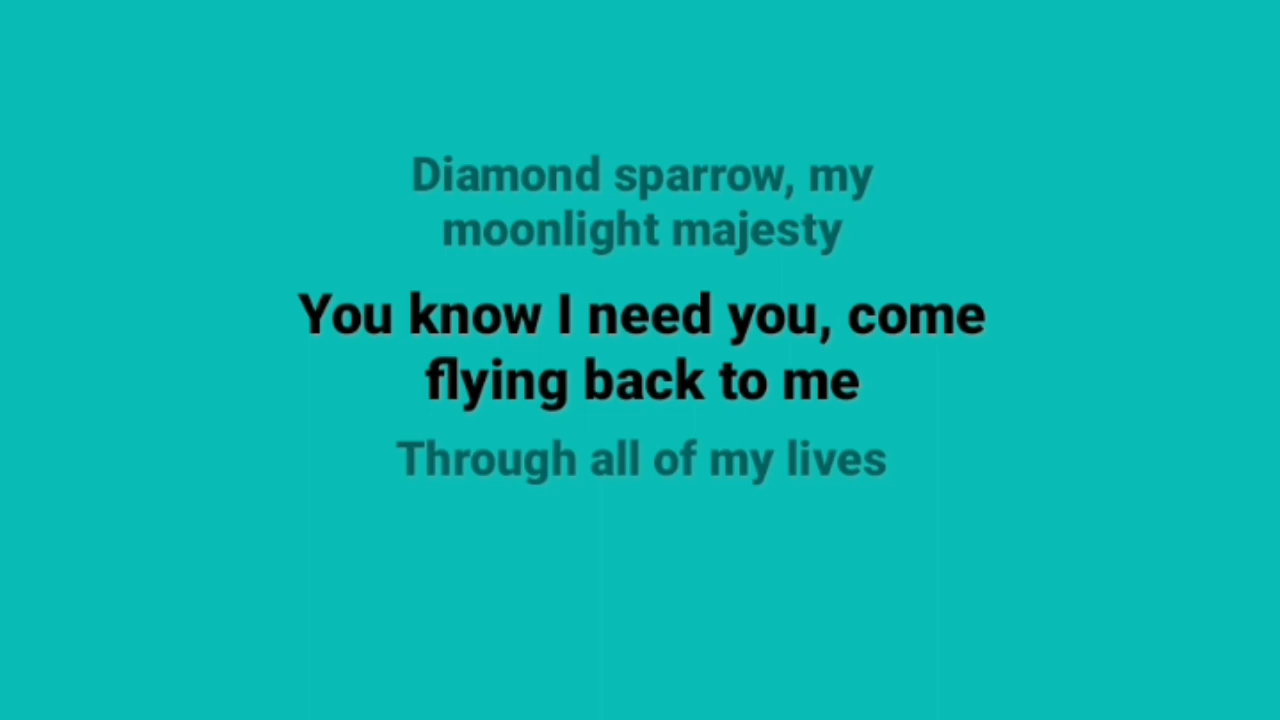 Diamond sparrow, my
moonlight majesty
You know I need you, come
flying back to me
Through all of my lives